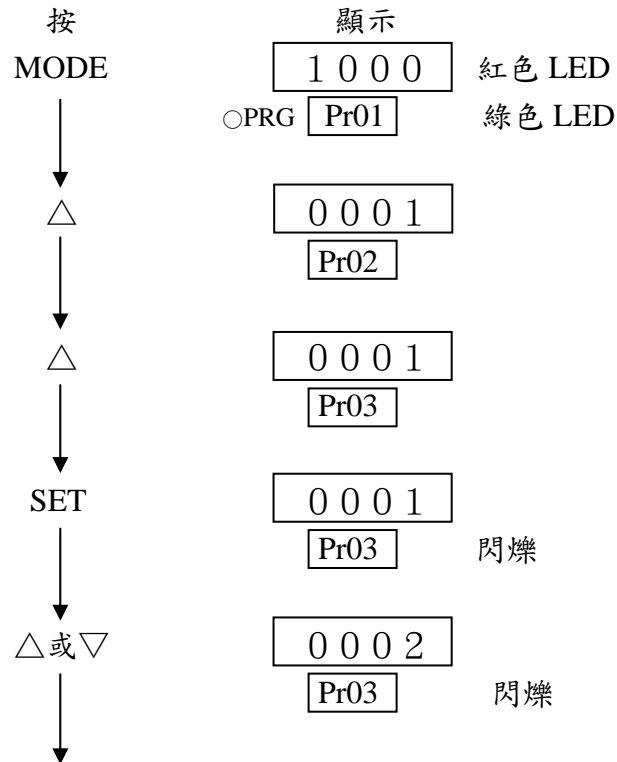 按 顯示
MODE １０００ 紅色 LED
○PRG Pr01 綠色 LED
△ ０００１
Pr02
△ ０００１
Pr03
SET ０００１
Pr03 閃爍
△或▽ ０００２
Pr03 閃爍